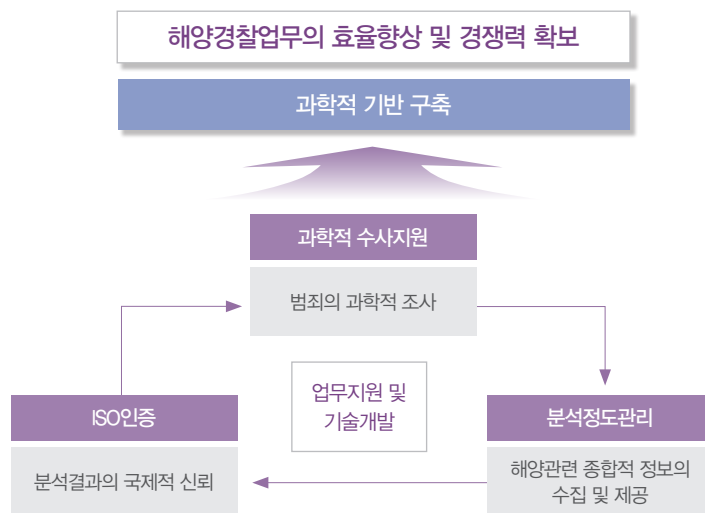 해양경찰업무의 효율향상 및 경쟁력 확보
과학적 기반 구축
과학적 수사지원
범죄의 과학적 조사
업무지원 및
기술개발
ISO인증
분석결과의 국제적 신뢰
분석정도관리
해양관련 종합적 정보의
수집 및 제공